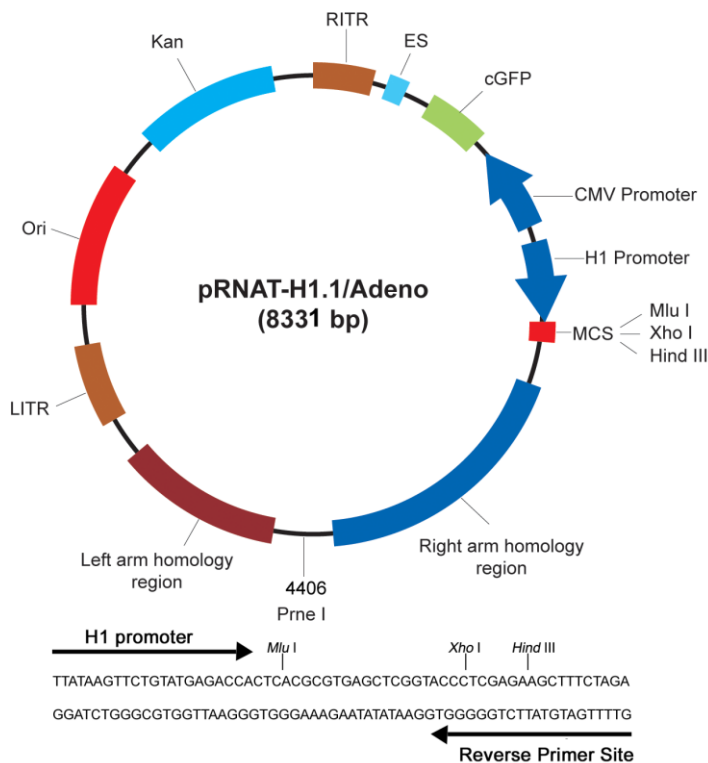 RITR
ES
Kan
cGFP
CMV Promoter
Ori
H1 Promoter
pRNAT-H1.1/Adeno
(8331 bp)
Mlu I
MCS
Xho I
Hind III
LITR
Left arm homology
region
Right arm homology
region
4406
Prne I
H1 promoter
Mlu I
Xho I
Hind III
TTATAAGTTCTGTATGAGACCACTCACGCGTGAGCTCGGTACCCTCGAGAAGCTTTCTAGA
GGATCTGGGCGTGGTTAAGGGTGGGAAAGAATATATAAGGTGGGGGTCTTATGTAGTTTTG
Reverse Primer Site